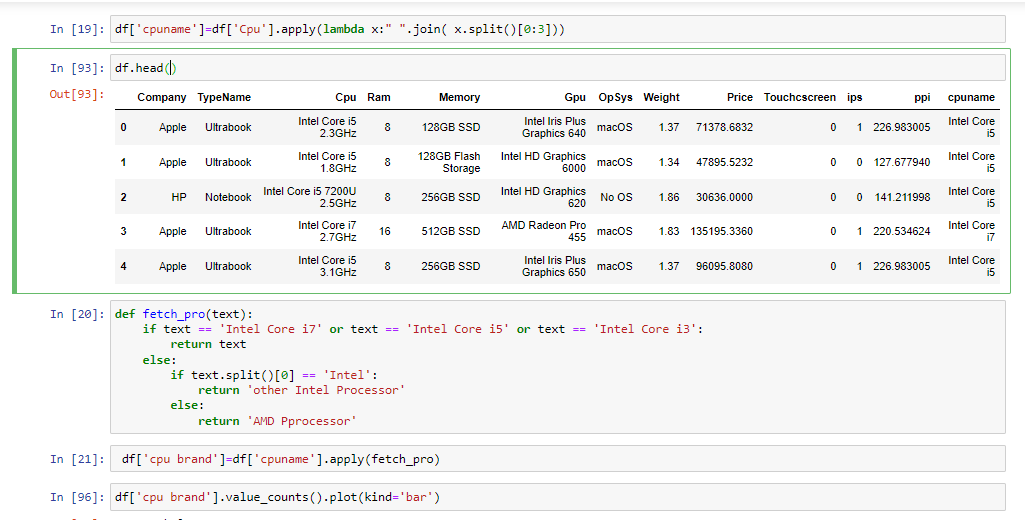 In [19]: df['cpuname']=df['Cpu'].apply(lambda x:" ".join( x.split()[0:3]))
In [93]: df.head()
Out[93]:
Company TypeName Cpu Ram Memory Gpu OpSys Weight Price Touchcscreen ips ppi cpuname
0 Apple Ultrabook Intel Core i5 2.3GHz 8 128GB SSD Intel Iris Plus Graphics 640 macOS 1.37 71378.6832 0 1 226.983005 Intel Core i5
1 Apple Ultrabook Intel Core i5 1.8GHz 8 128GB Flash Storage Intel HD Graphics 6000 macOS 1.34 47895.5232 0 0 127.677940 Intel Core i5
2 HP Notebook Intel Core i5 7200U 2.5GHz 8 256GB SSD Intel HD Graphics 620 No OS 1.86 30636.0000 0 0 141.211998 Intel Core i5
3 Apple Ultrabook Intel Core i7 2.7GHz 16 512GB SSD AMD Radeon Pro 455 macOS 1.83 135195.3360 0 1 220.534624 Intel Core i7
4 Apple Ultrabook Intel Core i5 3.1GHz 8 256GB SSD Intel Iris Plus Graphics 650 macOS 1.37 96095.8080 0 1 226.983005 Intel Core i5
In [20]: def fetch_pro(text):
if text == 'Intel Core i7' or text == 'Intel Core i5' or text == 'Intel Core i3':
return text
else:
if text.split()[0] == 'Intel':
return 'other Intel Processor'
else:
return 'AMD Pprocessor'
In [21]: df['cpu brand']=df['cpuname'].apply(fetch_pro)
In [96]: df['cpu brand'].value_counts().plot(kind='bar')